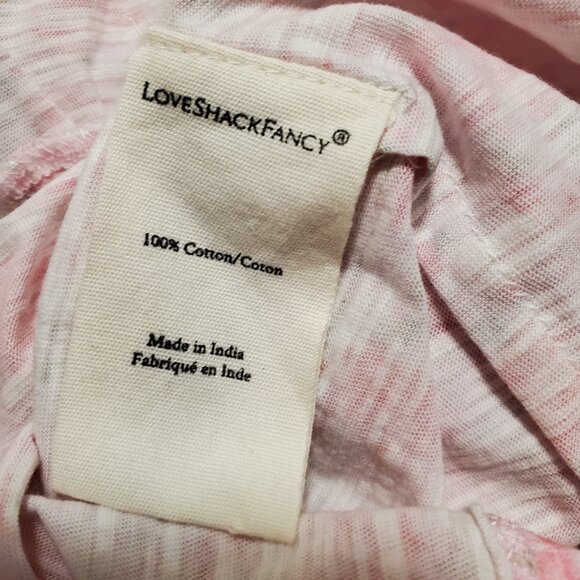 LoveShackFancy®
100% Cotton/Coton
Made in India
Fabriqué en Inde